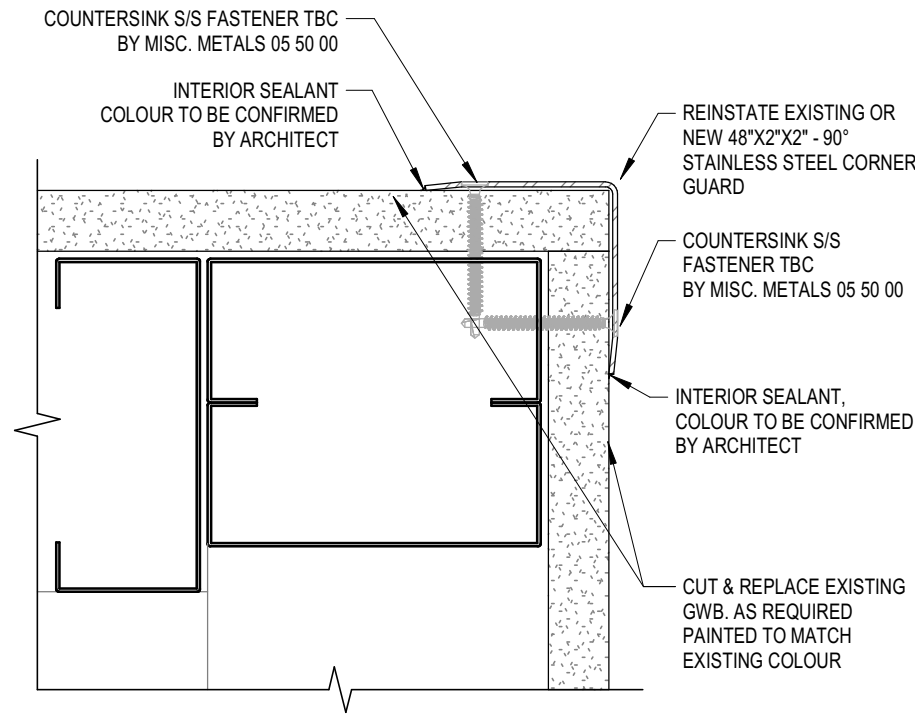 COUNTERSINK S/S FASTENER TBC
BY MISC. METALS 05 50 00
INTERIOR SEALANT
COLOUR TO BE CONFIRMED
BY ARCHITECT
REINSTATE EXISTING OR
NEW 48"X2"X2" - 90°
STAINLESS STEEL CORNER
GUARD
COUNTERSINK S/S
FASTENER TBC
BY MISC. METALS 05 50 00
INTERIOR SEALANT,
COLOUR TO BE CONFIRMED
BY ARCHITECT
CUT & REPLACE EXISTING
GWB. AS REQUIRED
PAINTED TO MATCH
EXISTING COLOUR